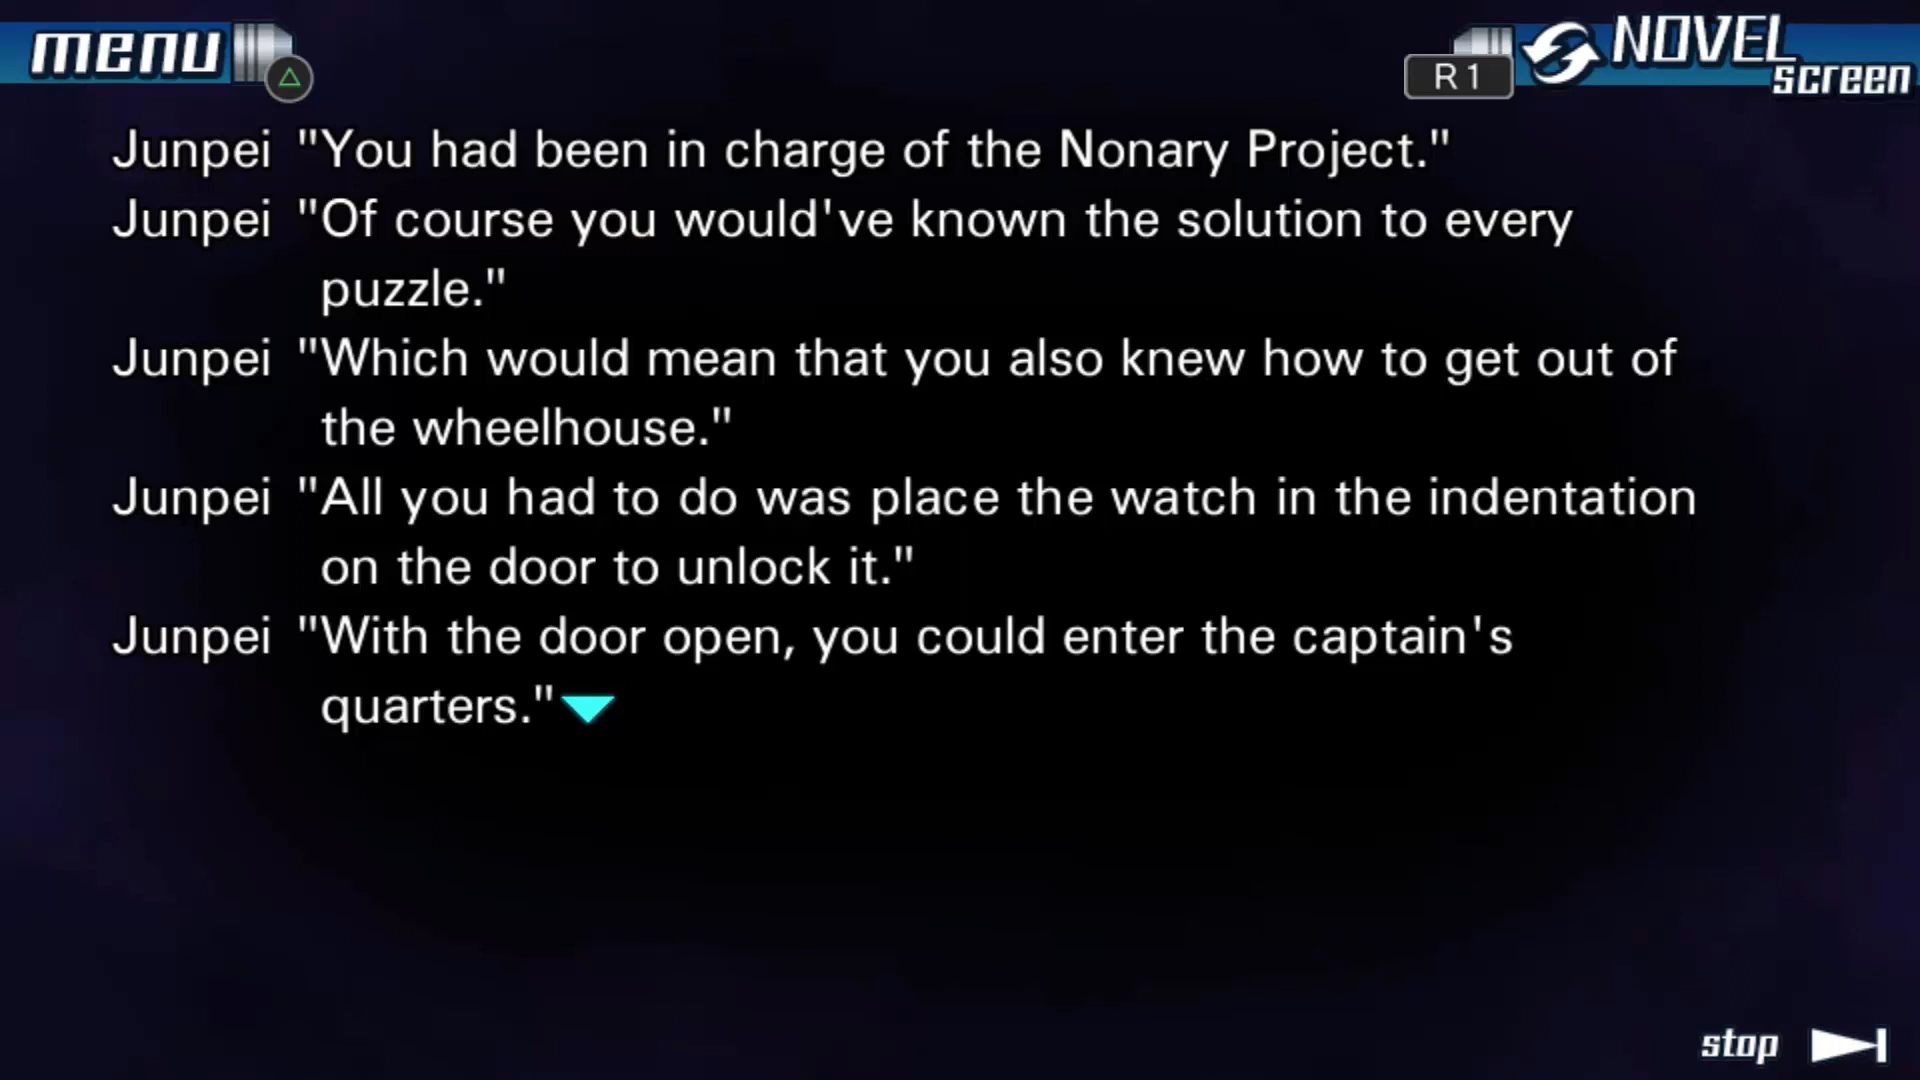 menu
R1
NOVEL
screen
Junpei "You had been in charge of the Nonary Project."
Junpei "Of course you would've known the solution to every
puzzle."
Junpei "Which would mean that you also knew how to get out of
the wheelhouse."
Junpei "All you had to do was place the watch in the indentation
on the door to unlock it."
Junpei "With the door open, you could enter the captain's
quarters."
stop